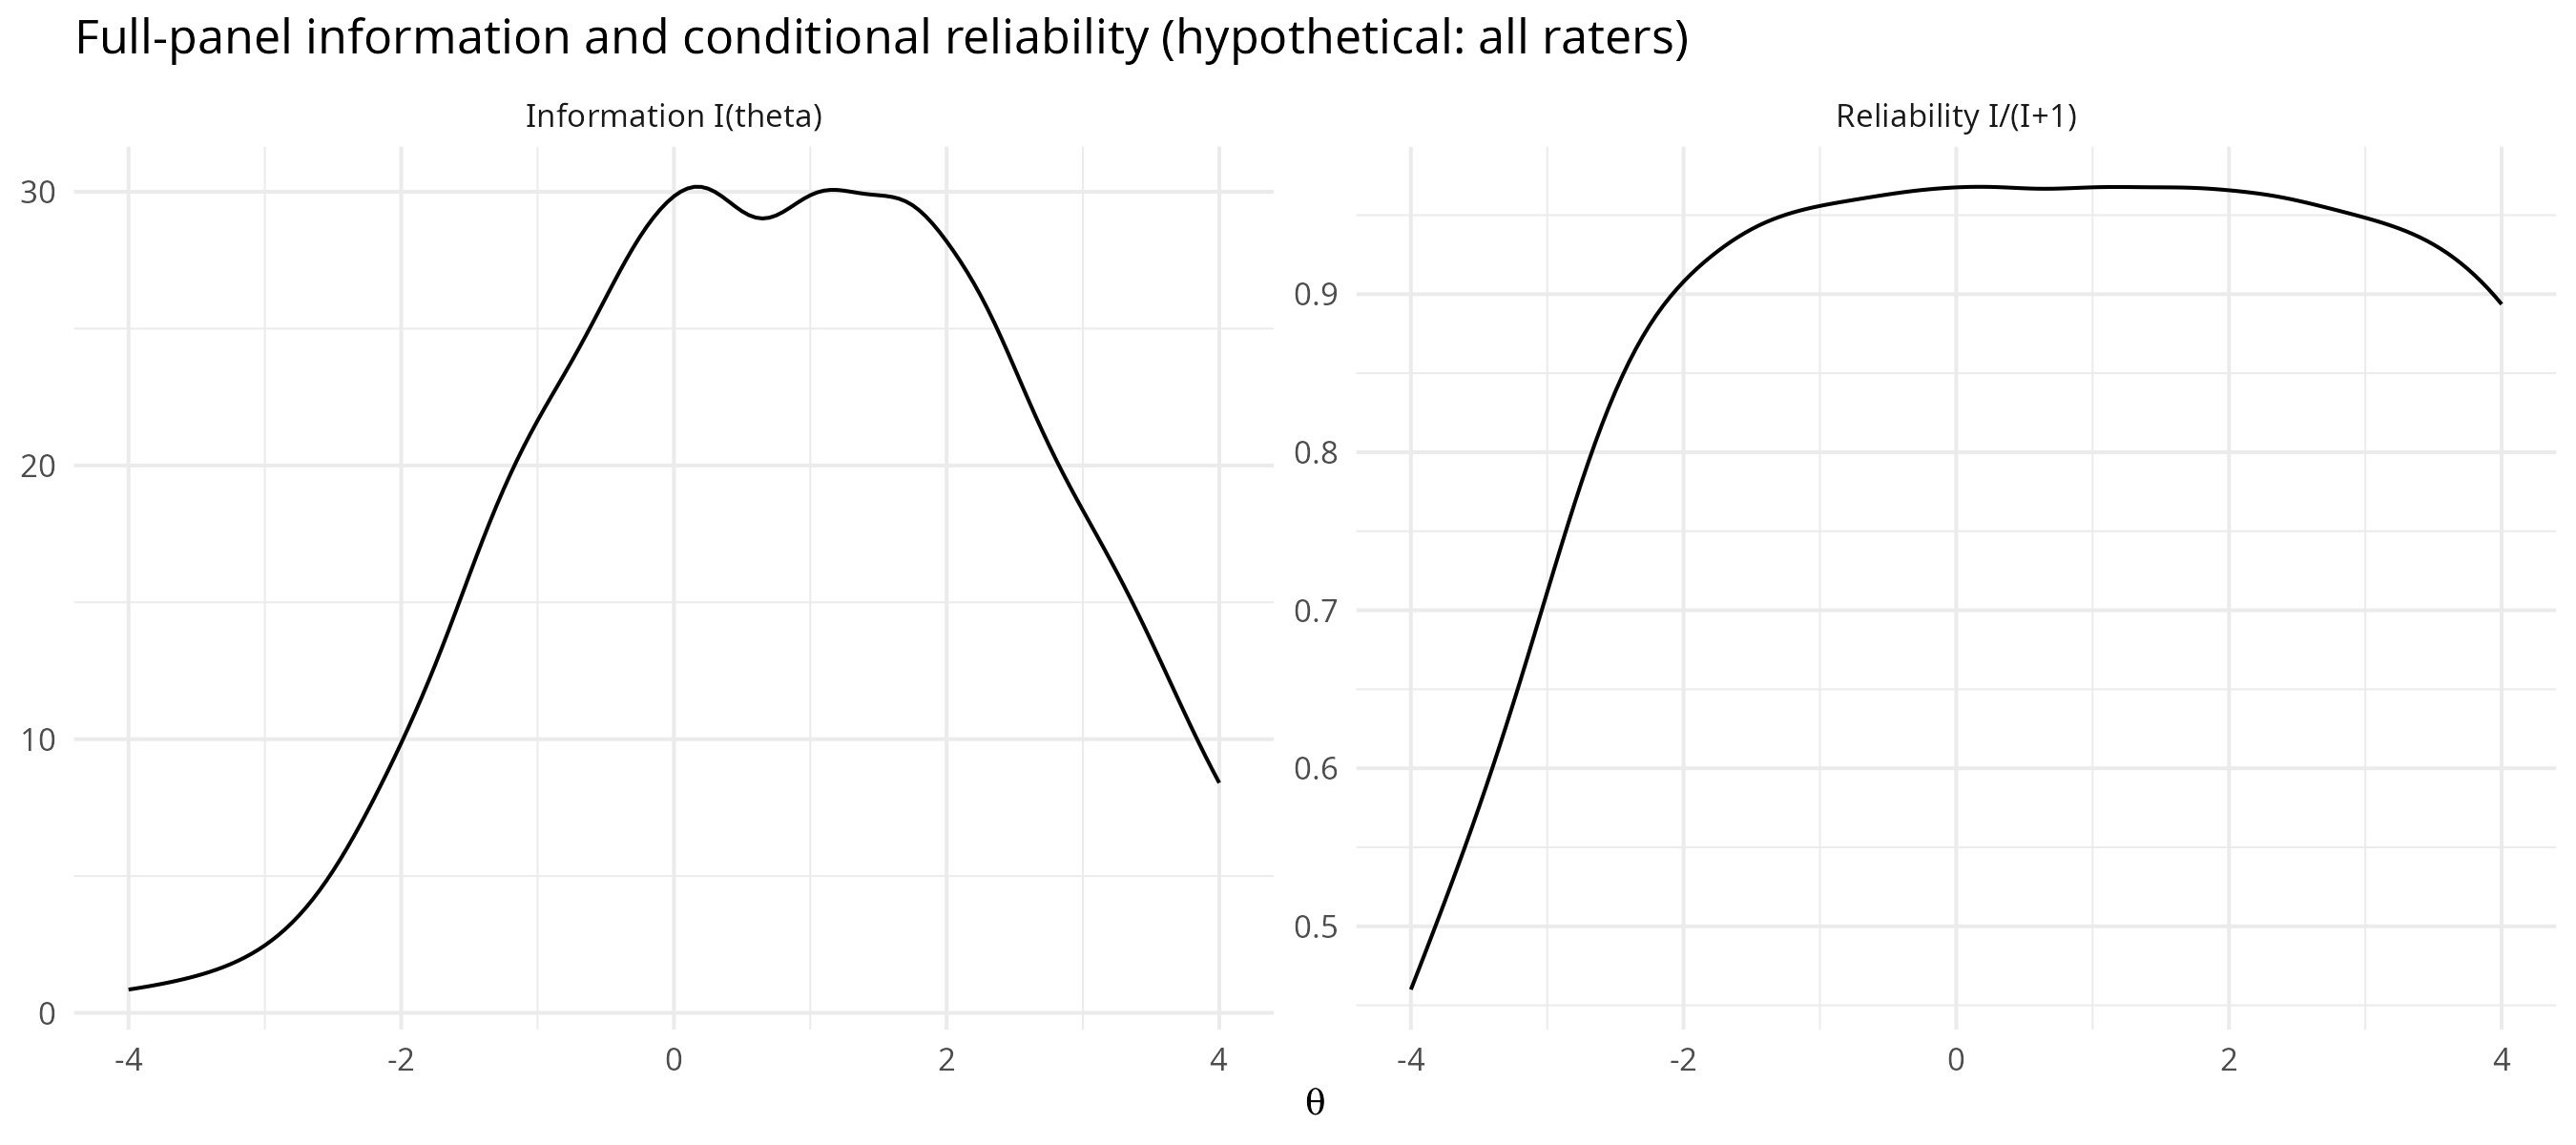 Full-panel information and conditional reliability (hypothetical: all raters)
Information I(theta)
Reliability I/(I+1)
30
20
10
0
-4 -2 0 2 4
0.9
0.8
0.7
0.6
0.5
-4 -2 0 2 4
θ